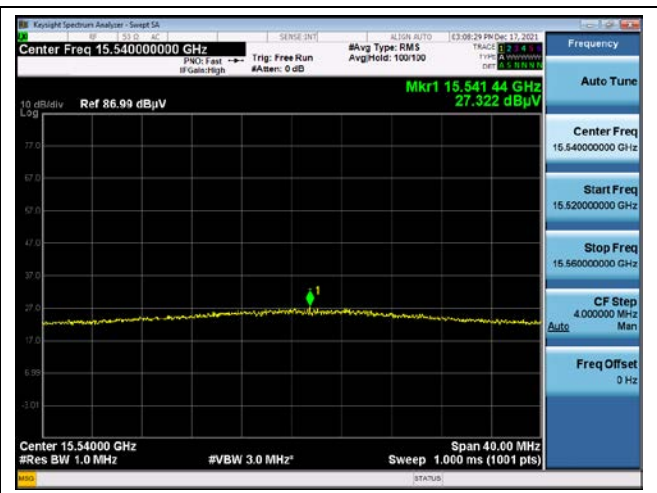 Keysight Spectrum Analyzer - Swept SA
RF 50 Ω AC SENSE:INT ALIGN AUTO 03:08:29 PM Dec 17, 2021
Center Freq 15.540000000 GHz #Avg Type: RMS TRACE 1 2 3 4 5 6
PNO: Fast Trig: Free Run Avg|Hold: 100/100 TYPE A WWWWW
IFGain:High #Atten: 0 dB DET A S N N N N
Mkr1 15.541 44 GHz
27.322 dBµV
10 dB/div Ref 86.99 dBµV
Log
77.0
67.0
57.0
47.0
37.0
1
27.0
17.0
6.99
-3.01
Center 15.54000 GHz Span 40.00 MHz
#Res BW 1.0 MHz #VBW 3.0 MHz* Sweep 1.000 ms (1001 pts)
MSG STATUS
Frequency
Auto Tune
Center Freq
15.540000000 GHz
Start Freq
15.520000000 GHz
Stop Freq
15.560000000 GHz
CF Step
4.000000 MHz
Auto Man
Freq Offset
0 Hz